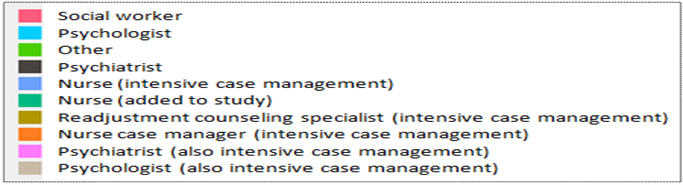 Social worker
Psychologist
Other
Psychiatrist
Nurse (intensive case management)
Nurse (added to study)
Readjustment counseling specialist (intensive case management)
Nurse case manager (intensive case management)
Psychiatrist (also intensive case management)
Psychologist (also intensive case management)